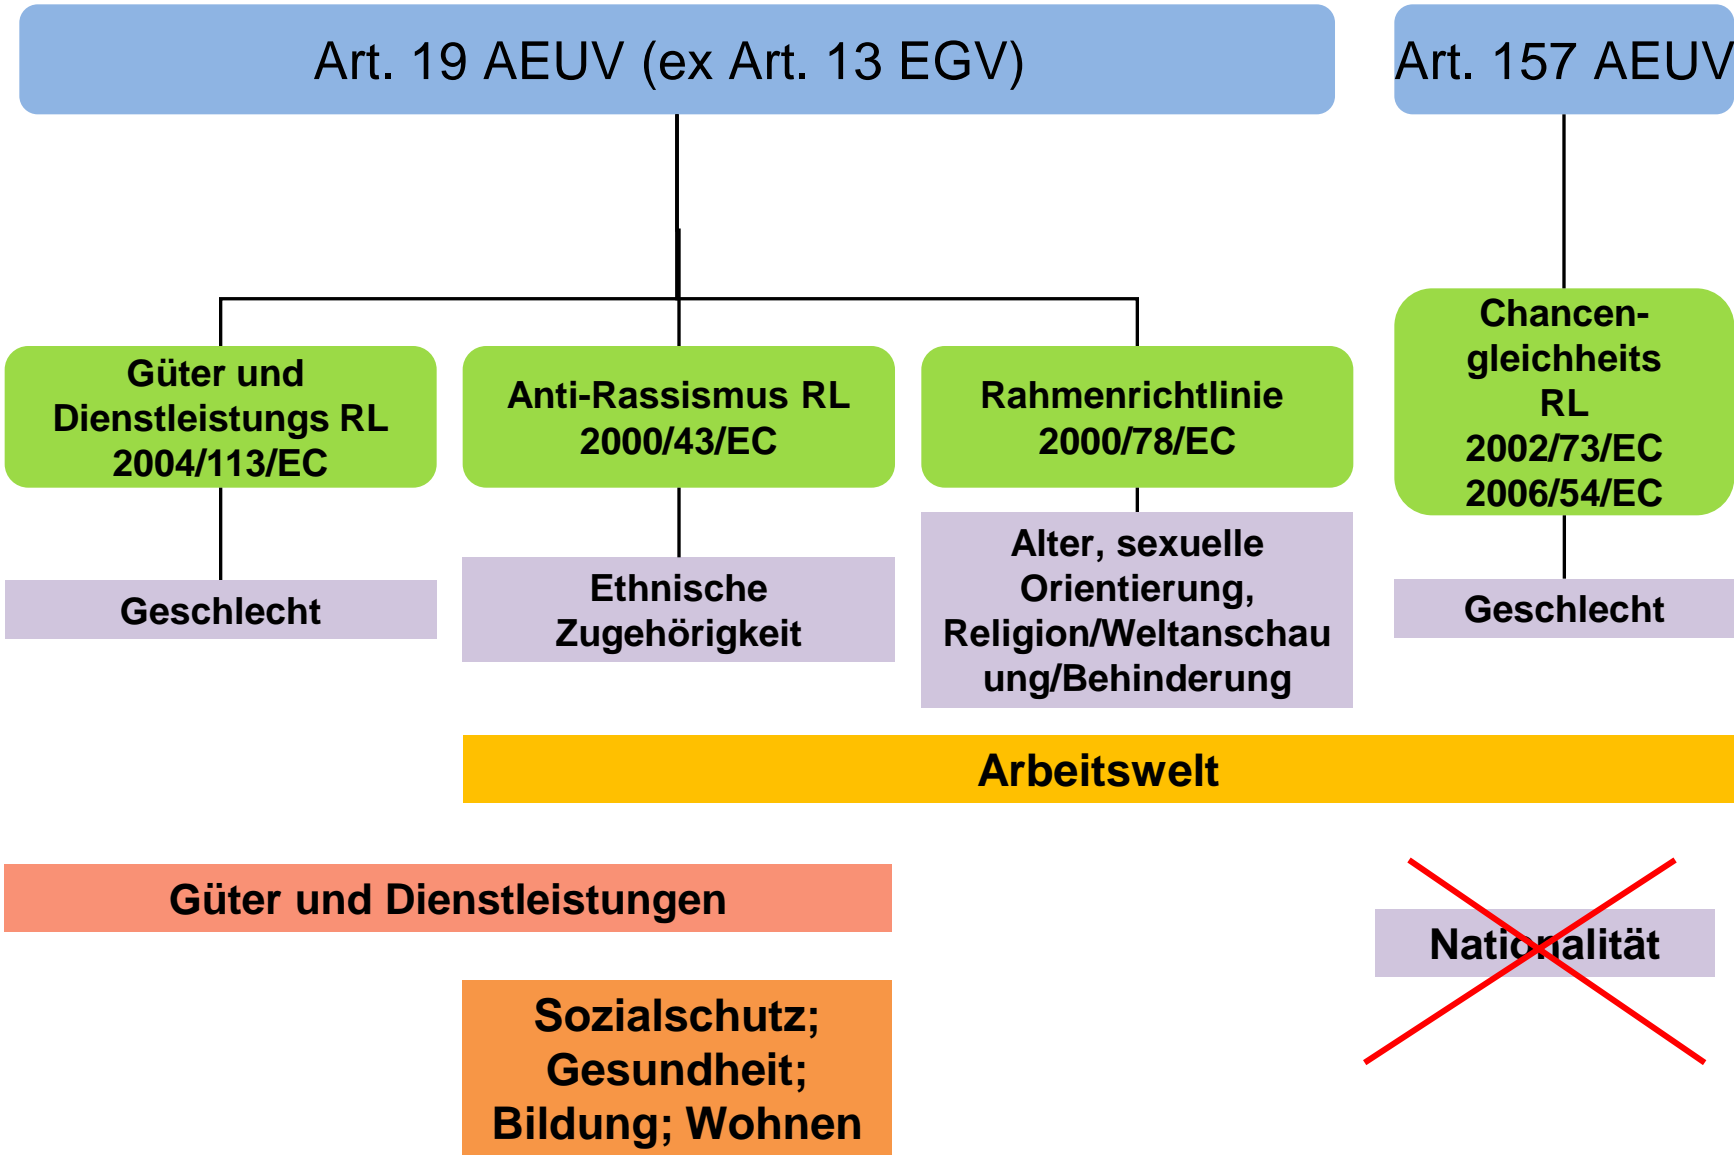 Art. 19 AEUV (ex Art. 13 EGV)
Art. 157 AEUV
Güter und
Dienstleistungs RL
2004/113/EC
Anti-Rassismus RL
2000/43/EC
Rahmenrichtlinie
2000/78/EC
Chancen-
gleichheits
RL
2002/73/EC
2006/54/EC
Geschlecht
Ethnische
Zugehörigkeit
Alter, sexuelle
Orientierung,
Religion/Weltanschau
ung/Behinderung
Geschlecht
Arbeitswelt
Güter und Dienstleistungen
Nationalität
Sozialschutz;
Gesundheit;
Bildung; Wohnen